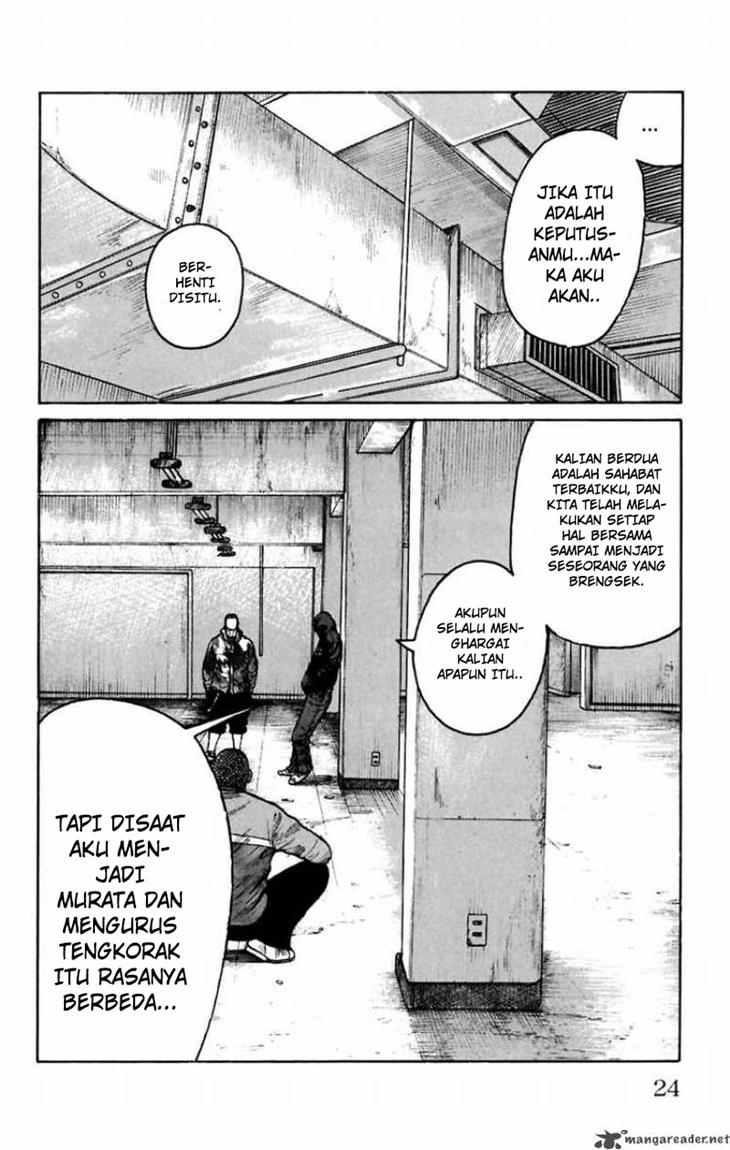 ...
JIKA ITU
ADALAH
KEPUTUS-
ANMU...MA-
KA AKU
AKAN..
BER-
HENTI
DISITU.
KALIAN BERDUA
ADALAH SAHABAT
TERBAIKKU, DAN
KITA TELAH MELA-
KUKAN SETIAP
HAL BERSAMA
SAMPAI MENJADI
SESEORANG YANG
BRENGSEK.
AKUPUN
SELALU MEN-
GHARGAI
KALIAN
APAPUN ITU..
TAPI DISAAT
AKU MEN-
JADI
MURATA DAN
MENGURUS
TENGKORAK
ITU RASANYA
BERBEDA...
24
mangareader.net